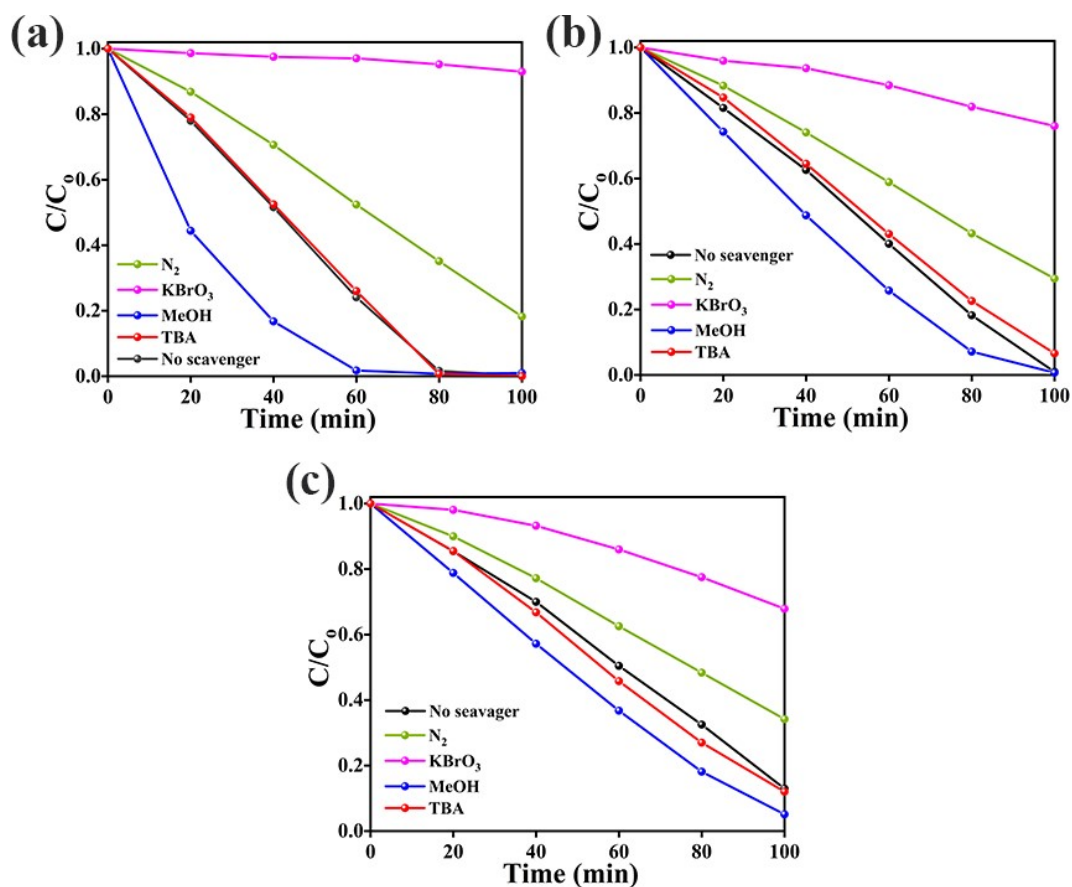 (a)
C/C₀
1.0
0.8
0.6
0.4
0.2
0.0
N₂
KBrO₃
MeOH
TBA
No scavenger
0 20 40 60 80 100
Time (min)
(b)
C/C₀
1.0
0.8
0.6
0.4
0.2
0.0
No seavenger
N₂
KBrO₃
MeOH
TBA
0 20 40 60 80 100
Time (min)
(c)
C/C₀
1.0
0.8
0.6
0.4
0.2
0.0
No seavager
N₂
KBrO₃
MeOH
TBA
0 20 40 60 80 100
Time (min)